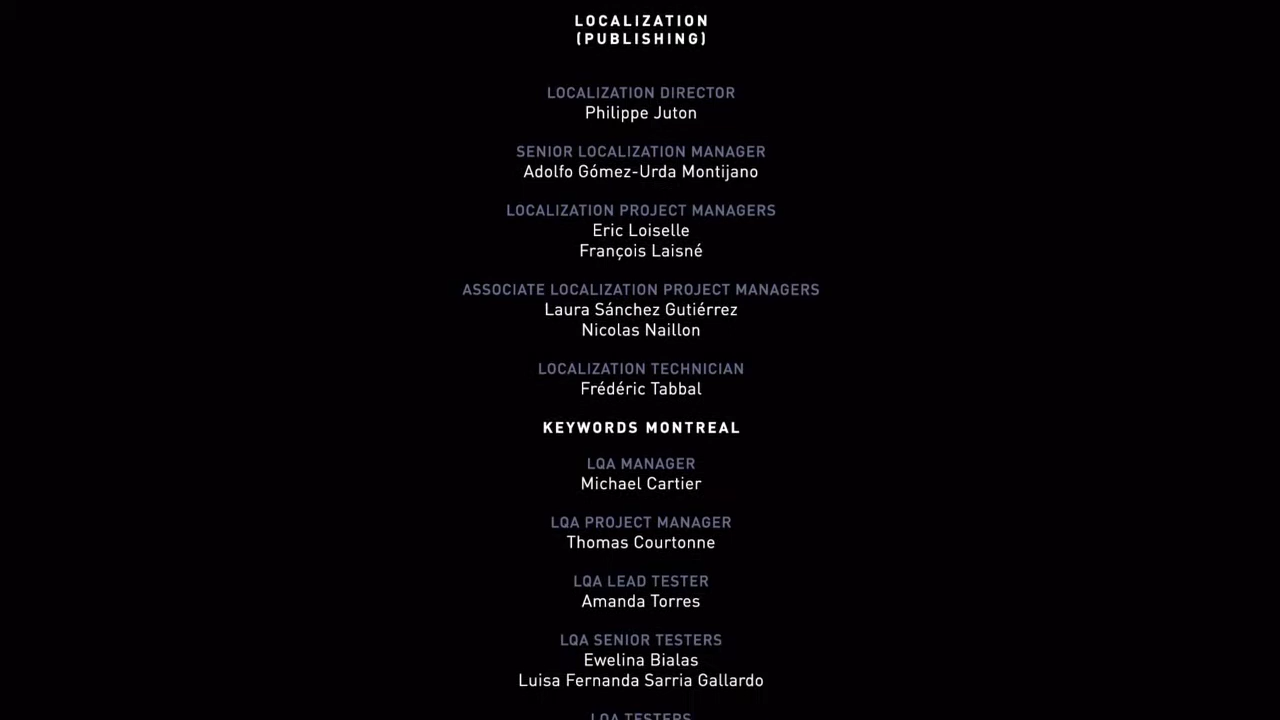 LOCALIZATION
(PUBLISHING)
LOCALIZATION DIRECTOR
Philippe Juton
SENIOR LOCALIZATION MANAGER
Adolfo Gómez-Urda Montijano
LOCALIZATION PROJECT MANAGERS
Eric Loiselle
François Laisné
ASSOCIATE LOCALIZATION PROJECT MANAGERS
Laura Sánchez Gutiérrez
Nicolas Naillon
LOCALIZATION TECHNICIAN
Frédéric Tabbal
KEYWORDS MONTREAL
LQA MANAGER
Michael Cartier
LQA PROJECT MANAGER
Thomas Courtonne
LQA LEAD TESTER
Amanda Torres
LQA SENIOR TESTERS
Ewelina Bialas
Luisa Fernanda Sarria Gallardo
LQA TESTERS